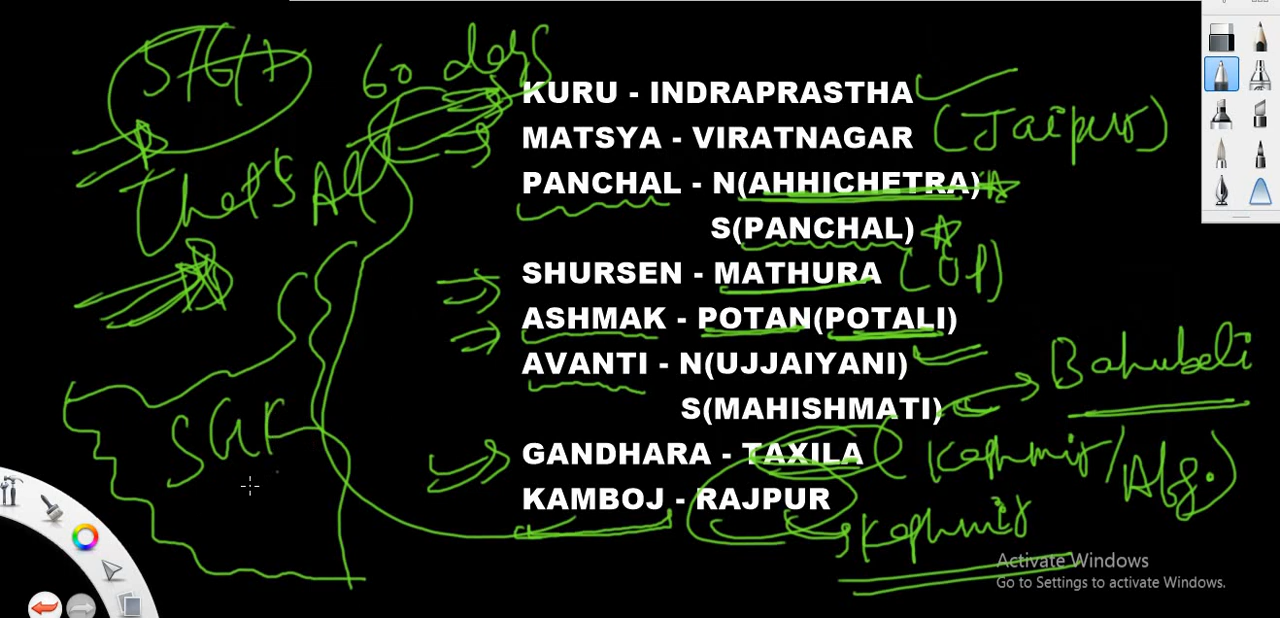 60 days
KURU - INDRAPRASTHA
MATSYA - VIRATNAGAR (Jaipur)
That's All
PANCHAL - N(AHHICHETRA)
S(PANCHAL)
SHURSEN - MATHURA (UP)
ASHMAK - POTAN(POTALI)
AVANTI - N(UJJAIYANI)
S(MAHISHMATI) Bahubali
SGK
GANDHARA - TAXILA (Kashmir/Afg.)
KAMBOJ - RAJPUR Kashmir
Activate Windows
Go to Settings to activate Windows.